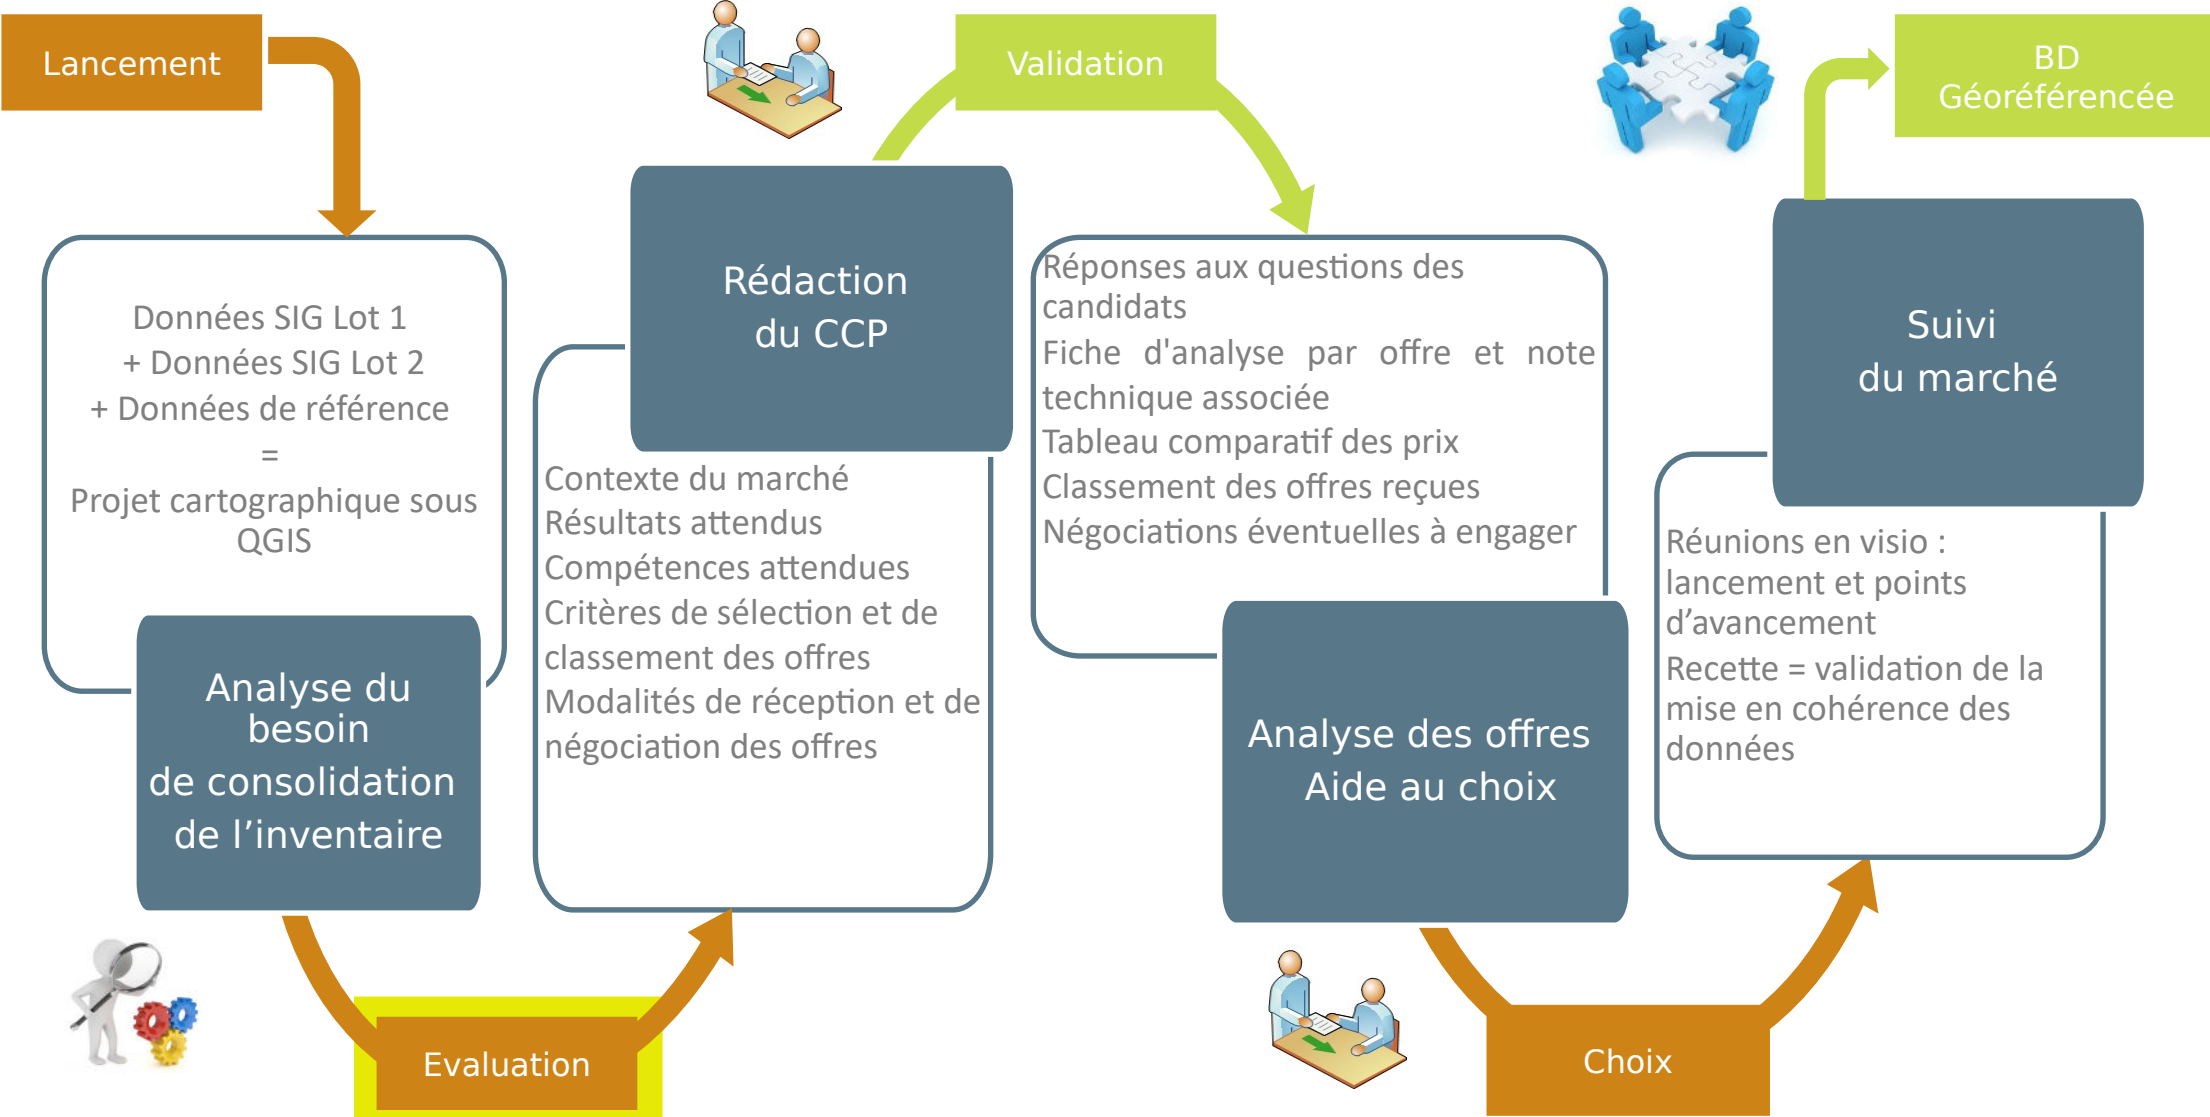 Lancement
Données SIG Lot 1
+ Données SIG Lot 2
+ Données de référence
=
Projet cartographique sous
QGIS
Analyse du
besoin
de consolidation
de l’inventaire
Evaluation
Rédaction
du CCP
Contexte du marché
Résultats attendus
Compétences attendues
Critères de sélection et de
classement des offres
Modalités de réception et de
négociation des offres
Validation
Réponses aux questions des
candidats
Fiche d'analyse par offre et note
technique associée
Tableau comparatif des prix
Classement des offres reçues
Négociations éventuelles à engager
Analyse des offres
Aide au choix
Choix
Suivi
du marché
Réunions en visio :
lancement et points
d’avancement
Recette = validation de la
mise en cohérence des
données
BD
Géoréférencée